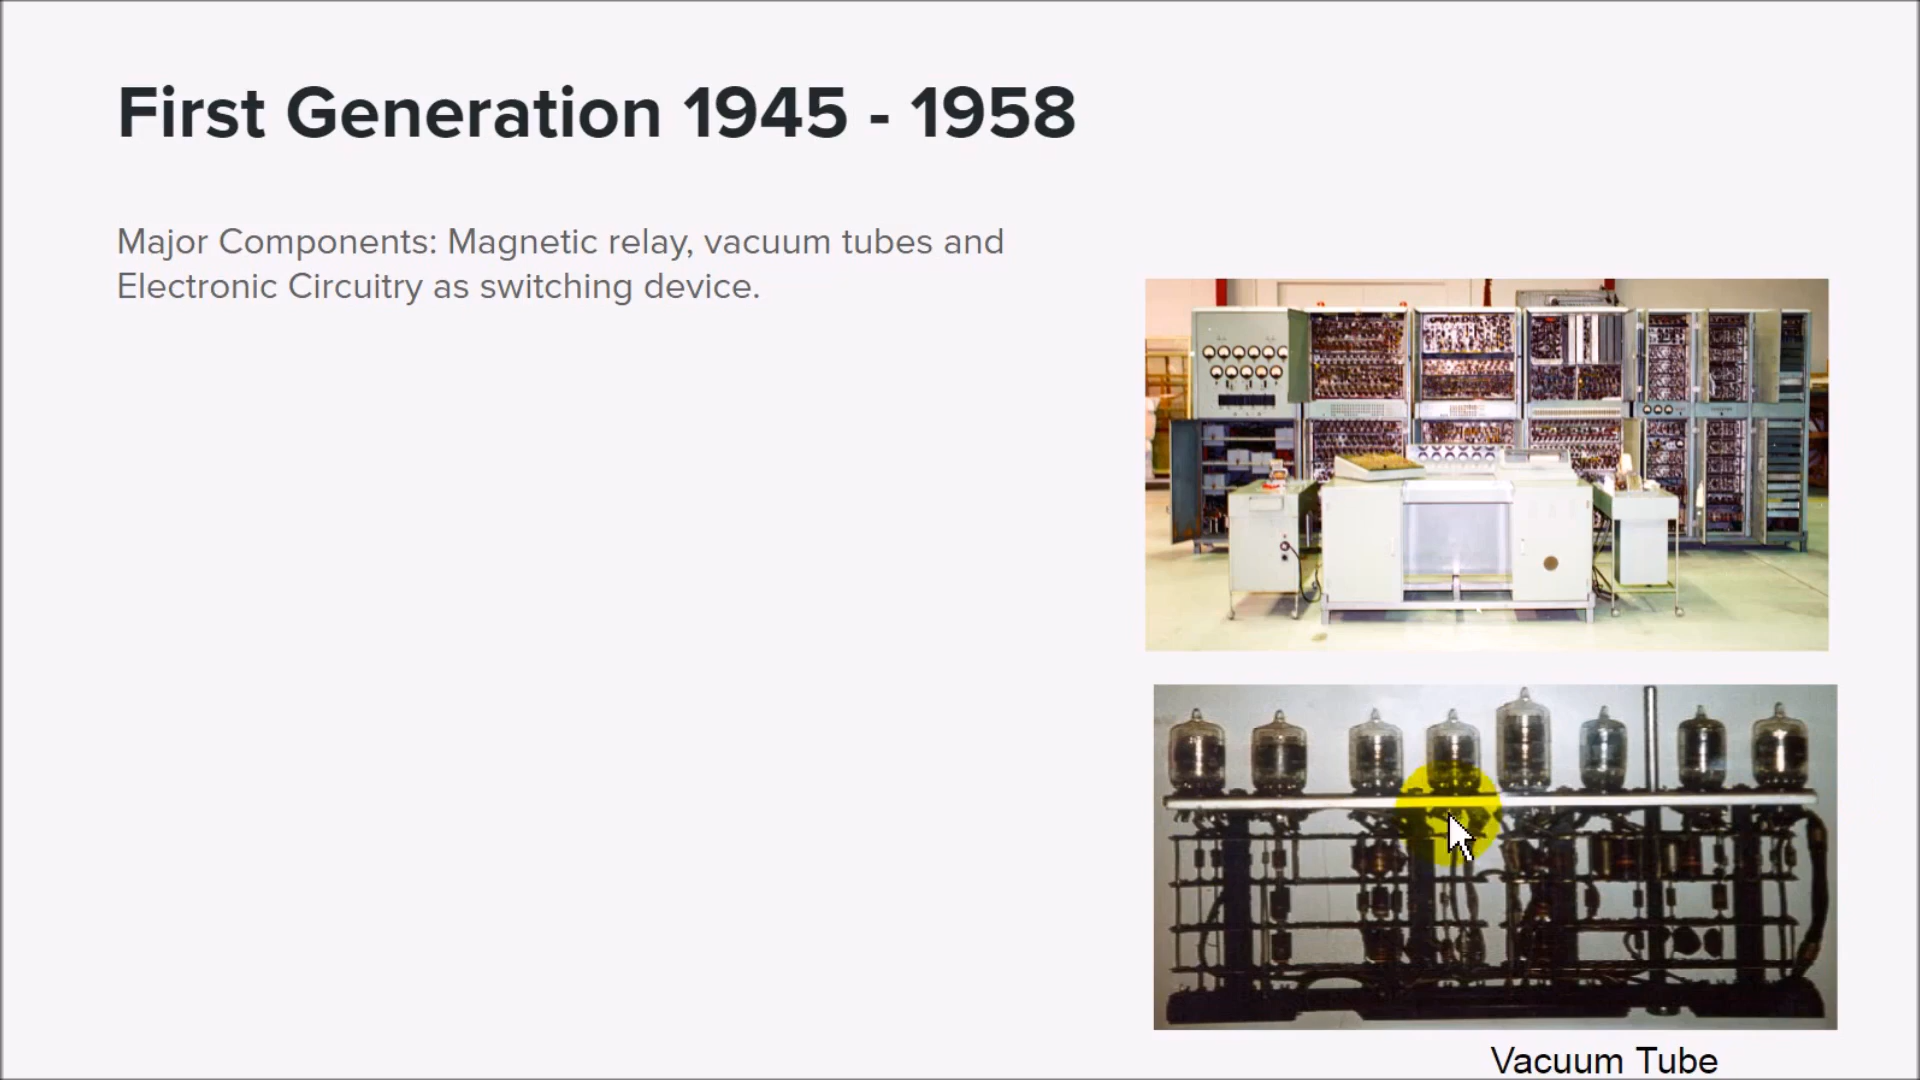 First Generation 1945 - 1958
Major Components: Magnetic relay, vacuum tubes and
Electronic Circuitry as switching device.
Vacuum Tube